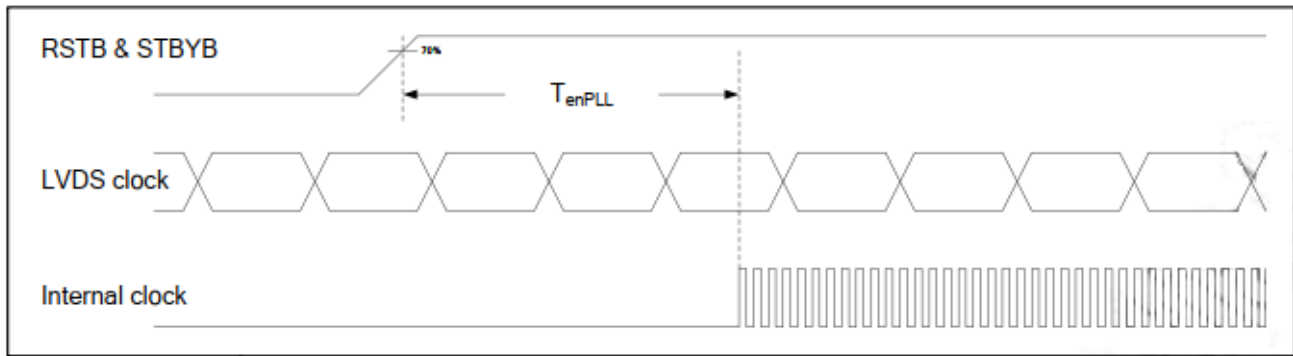 RSTB & STBYB
70%
TenPLL
LVDS clock
Internal clock